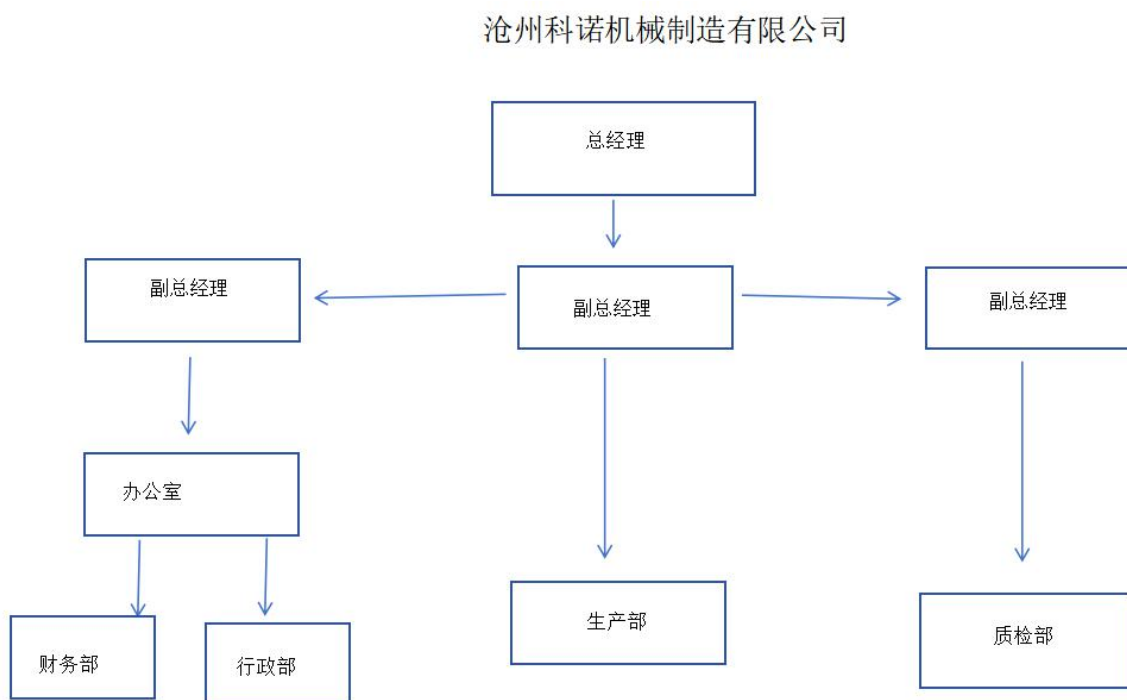 沧州科诺机械制造有限公司
总经理
副总经理
副总经理
副总经理
办公室
财务部
行政部
生产部
质检部